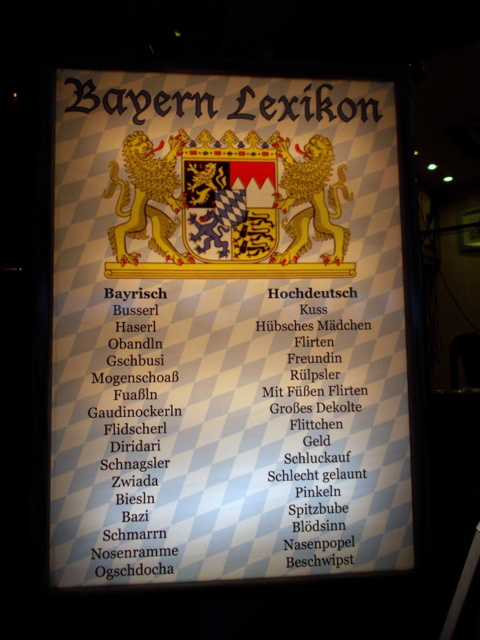 Bayern Lexikon
Bayrisch Hochdeutsch
Busserl Kuss
Haserl Hübsches Mädchen
Obandln Flirten
Gschbusi Freundin
Mogenschoaß Rülpsler
Fuaßln Mit Füßen Flirten
Gaudinockerln Großes Dekolte
Flidscherl Flittchen
Diridari Geld
Schnagsler Schluckauf
Zwiada Schlecht gelaunt
Biesln Pinkeln
Bazi Spitzbube
Schmarrn Blödsinn
Nosenramme Nasenpopel
Ogschdocha Beschwipst